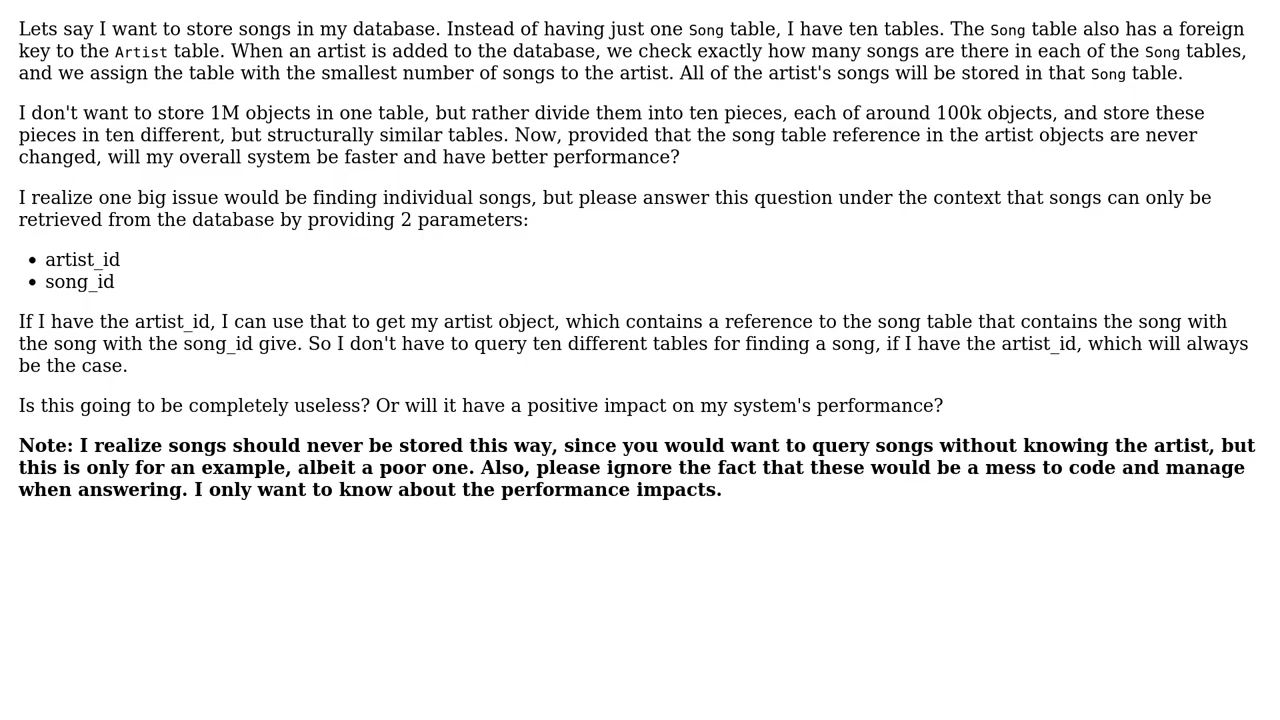 Lets say I want to store songs in my database. Instead of having just one Song table, I have ten tables. The Song table also has a foreign
key to the Artist table. When an artist is added to the database, we check exactly how many songs are there in each of the Song tables,
and we assign the table with the smallest number of songs to the artist. All of the artist's songs will be stored in that Song table.
I don't want to store 1M objects in one table, but rather divide them into ten pieces, each of around 100k objects, and store these
pieces in ten different, but structurally similar tables. Now, provided that the song table reference in the artist objects are never
changed, will my overall system be faster and have better performance?
I realize one big issue would be finding individual songs, but please answer this question under the context that songs can only be
retrieved from the database by providing 2 parameters:
• artist_id
• song_id
If I have the artist_id, I can use that to get my artist object, which contains a reference to the song table that contains the song with
the song with the song_id give. So I don't have to query ten different tables for finding a song, if I have the artist_id, which will always
be the case.
Is this going to be completely useless? Or will it have a positive impact on my system's performance?
Note: I realize songs should never be stored this way, since you would want to query songs without knowing the artist, but
this is only for an example, albeit a poor one. Also, please ignore the fact that these would be a mess to code and manage
when answering. I only want to know about the performance impacts.